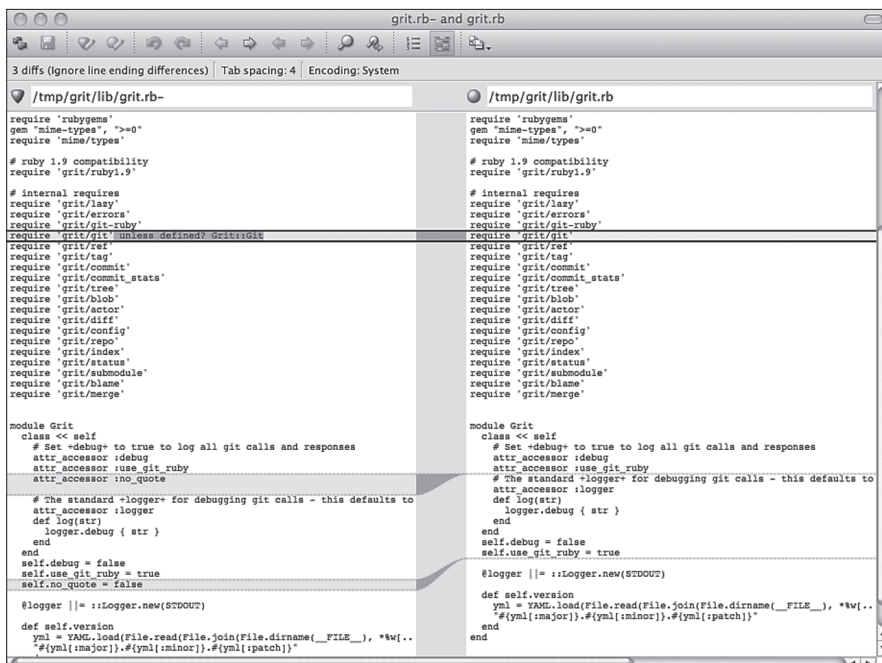 grit.rb– and grit.rb
3 diffs (Ignore line ending differences) Tab spacing: 4 Encoding: System
/tmp/grit/lib/grit.rb–
require 'rubygems'
gem "mime-types", ">=0"
require 'mime/types'
# ruby 1.9 compatibility
require 'grit/ruby1.9'
# internal requires
require 'grit/lazy'
require 'grit/errors'
require 'grit/git-ruby'
require 'grit/git' unless defined? Grit::Git
require 'grit/ref'
require 'grit/tag'
require 'grit/commit'
require 'grit/commit_stats'
require 'grit/tree'
require 'grit/blob'
require 'grit/actor'
require 'grit/diff'
require 'grit/config'
require 'grit/repo'
require 'grit/index'
require 'grit/status'
require 'grit/submodule'
require 'grit/blame'
require 'grit/merge'
module Grit
class << self
# Set +debug+ to true to log all git calls and responses
attr_accessor :debug
attr_accessor :use_git_ruby
attr_accessor :no_quote
# The standard +logger+ for debugging git calls - this defaults to
attr_accessor :logger
def log(str)
logger.debug { str }
end
end
self.debug = false
self.use_git_ruby = true
self.no_quote = false
@logger ||= ::Logger.new(STDOUT)
def self.version
yml = YAML.load(File.read(File.join(File.dirname(__FILE__), *%w[..
"#{yml[:major]}.#{yml[:minor]}.#{yml[:patch]}"
/tmp/grit/lib/grit.rb
require 'rubygems'
gem "mime-types", ">=0"
require 'mime/types'
# ruby 1.9 compatibility
require 'grit/ruby1.9'
# internal requires
require 'grit/lazy'
require 'grit/errors'
require 'grit/git-ruby'
require 'grit/git'
require 'grit/ref'
require 'grit/tag'
require 'grit/commit'
require 'grit/commit_stats'
require 'grit/tree'
require 'grit/blob'
require 'grit/actor'
require 'grit/diff'
require 'grit/config'
require 'grit/repo'
require 'grit/index'
require 'grit/status'
require 'grit/submodule'
require 'grit/blame'
require 'grit/merge'
module Grit
class << self
# Set +debug+ to true to log all git calls and responses
attr_accessor :debug
attr_accessor :use_git_ruby
# The standard +logger+ for debugging git calls - this defaults to
attr_accessor :logger
def log(str)
logger.debug { str }
end
end
self.debug = false
self.use_git_ruby = true
@logger ||= ::Logger.new(STDOUT)
def self.version
yml = YAML.load(File.read(File.join(File.dirname(__FILE__), *%w[..
"#{yml[:major]}.#{yml[:minor]}.#{yml[:patch]}"
end
end